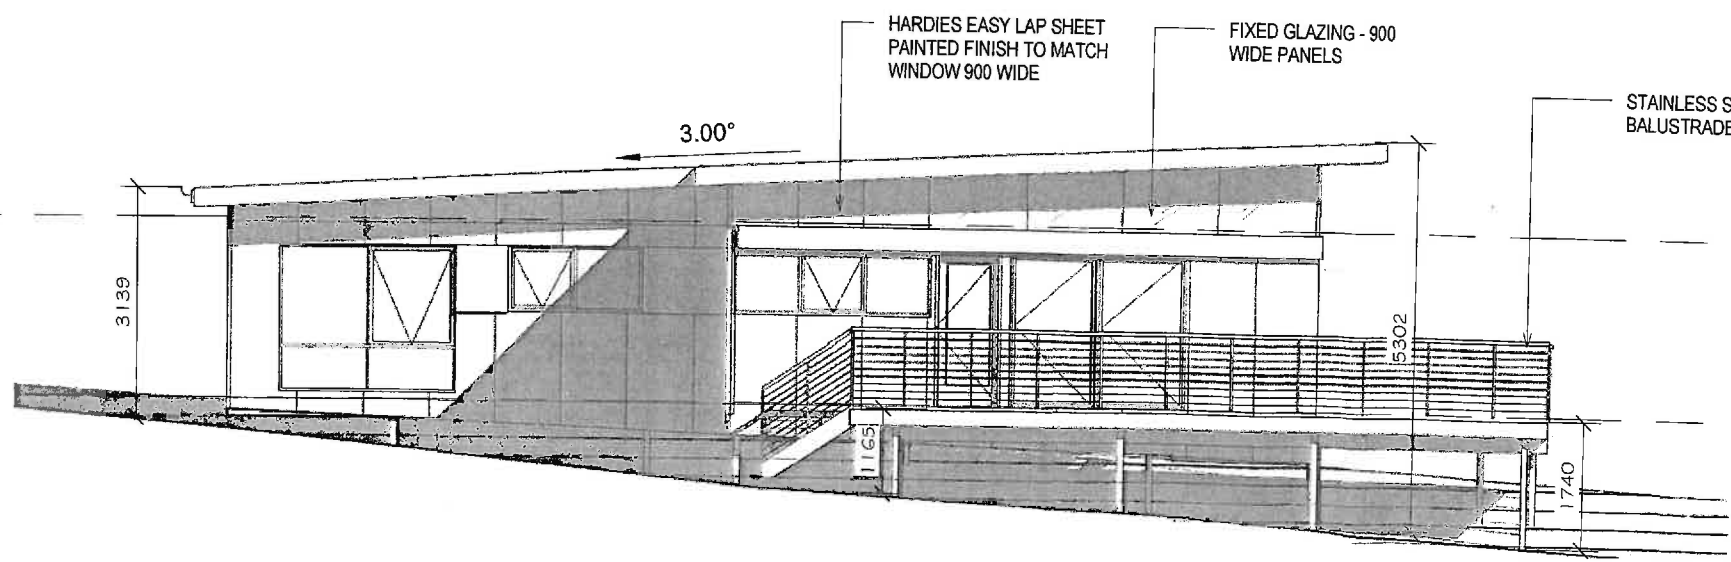 HARDIES EASY LAP SHEET
PAINTED FINISH TO MATCH
WINDOW 900 WIDE
FIXED GLAZING - 900
WIDE PANELS
STAINLESS S
BALUSTRADE
3.00°
3139
5302
1165
1740